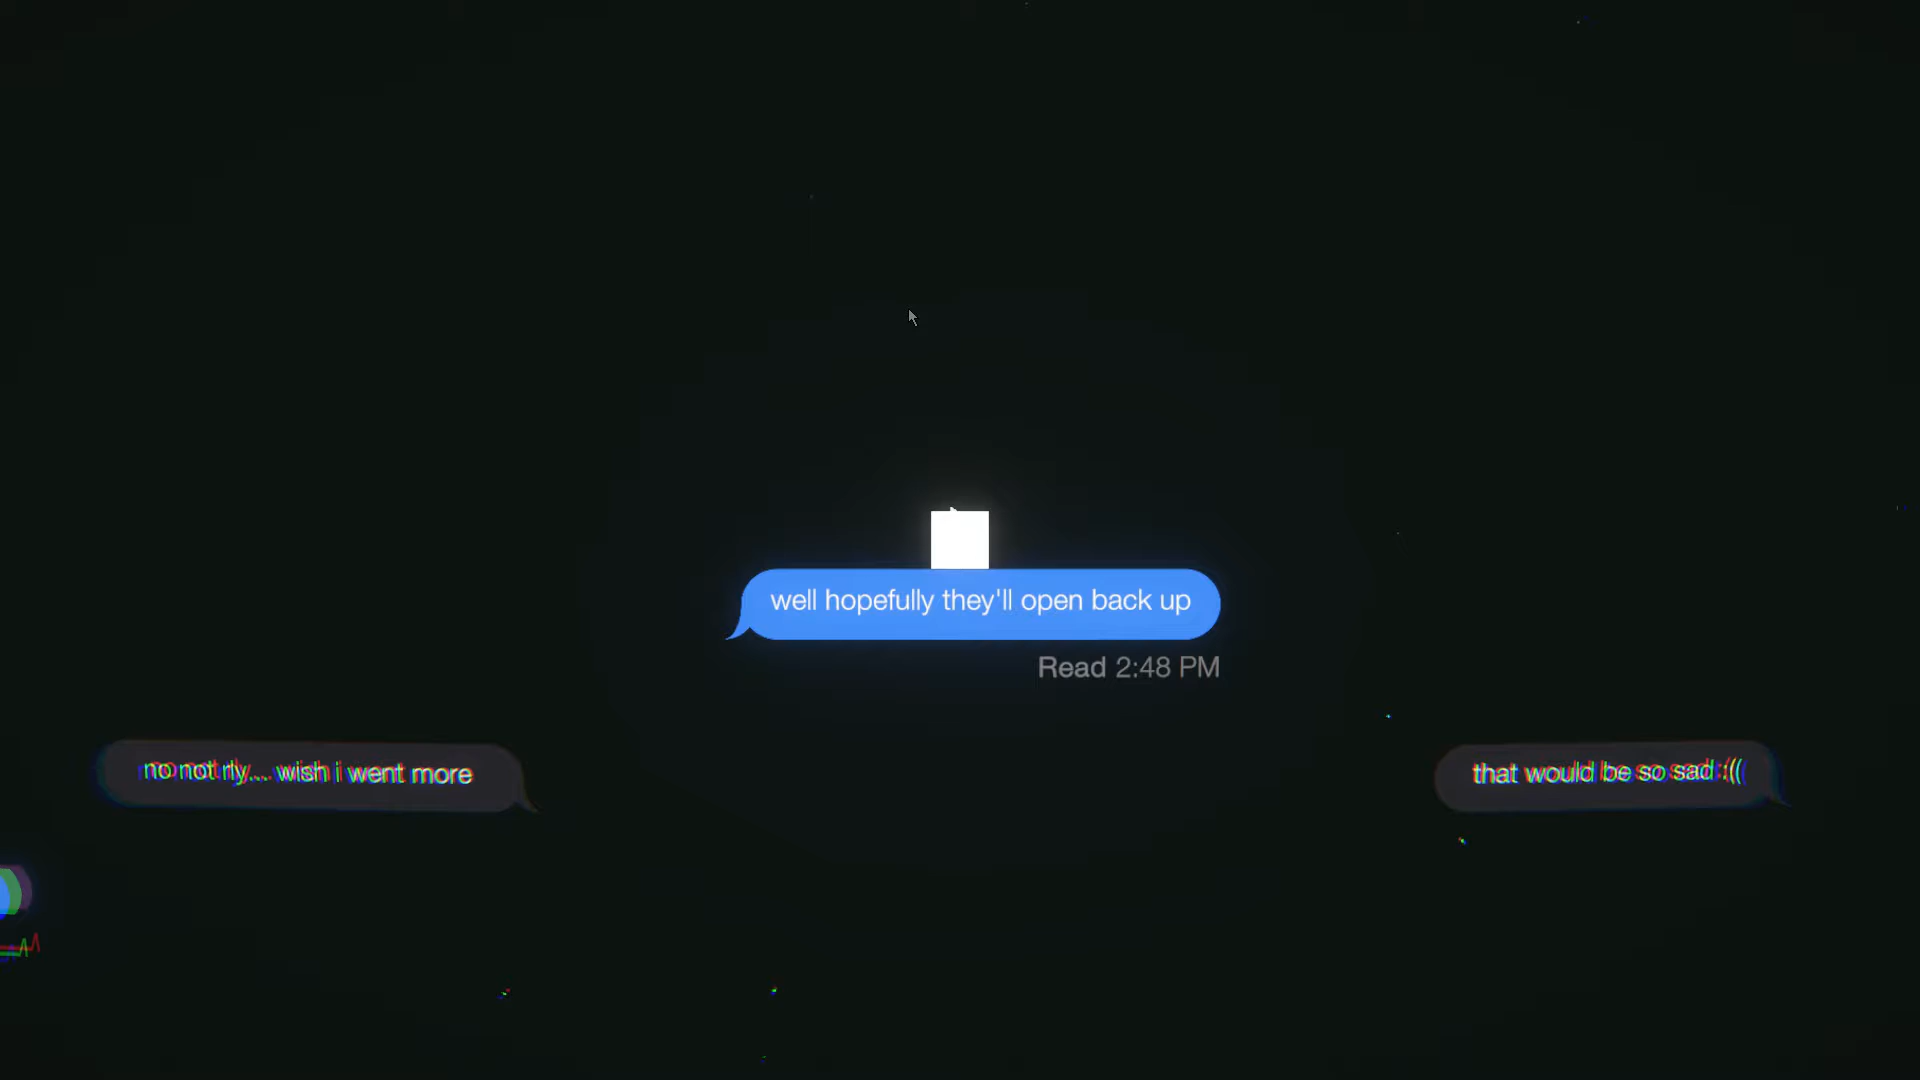 well hopefully they'll open back up
Read 2:48 PM
no not rly.... wish i went more
that would be so sad :(((